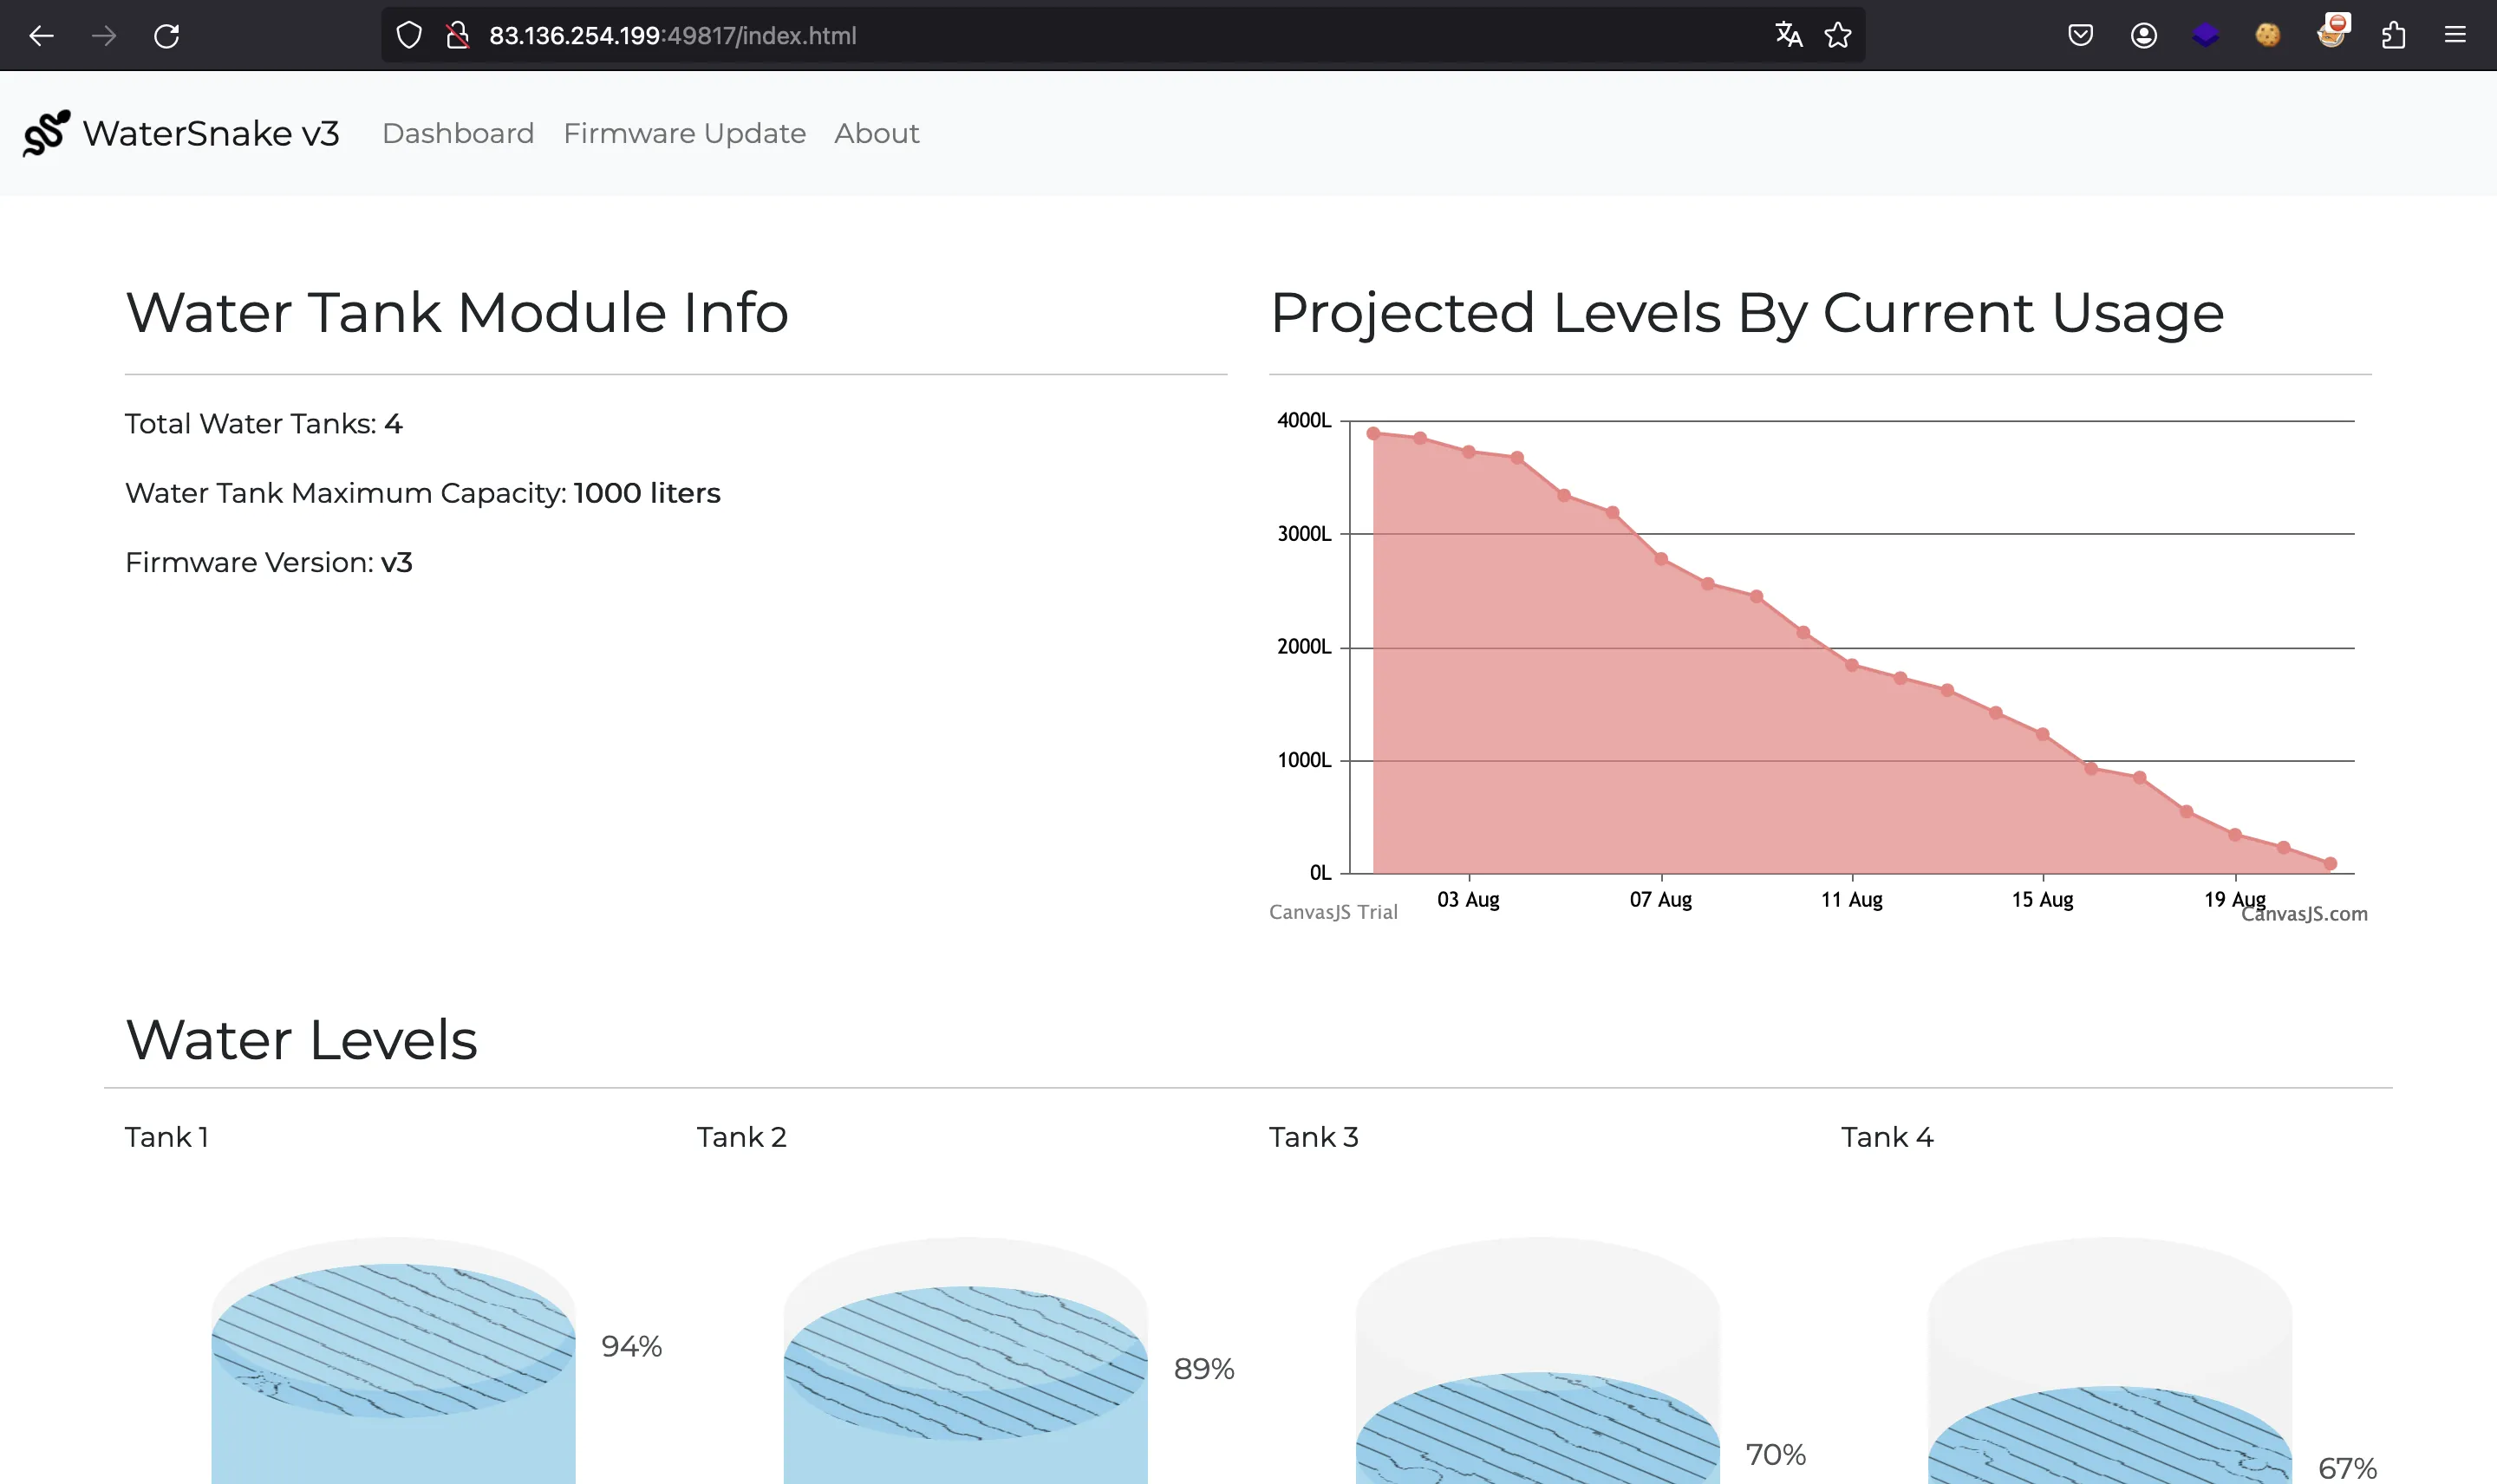 83.136.254.199:49817/index.html
WaterSnake v3 Dashboard Firmware Update About
Water Tank Module Info
Total Water Tanks: 4
Water Tank Maximum Capacity: 1000 liters
Firmware Version: v3
Projected Levels By Current Usage
4000L
3000L
2000L
1000L
0L
03 Aug 07 Aug 11 Aug 15 Aug 19 Aug
CanvasJS Trial CanvasJS.com
Water Levels
Tank 1 Tank 2 Tank 3 Tank 4
94% 89% 70% 67%